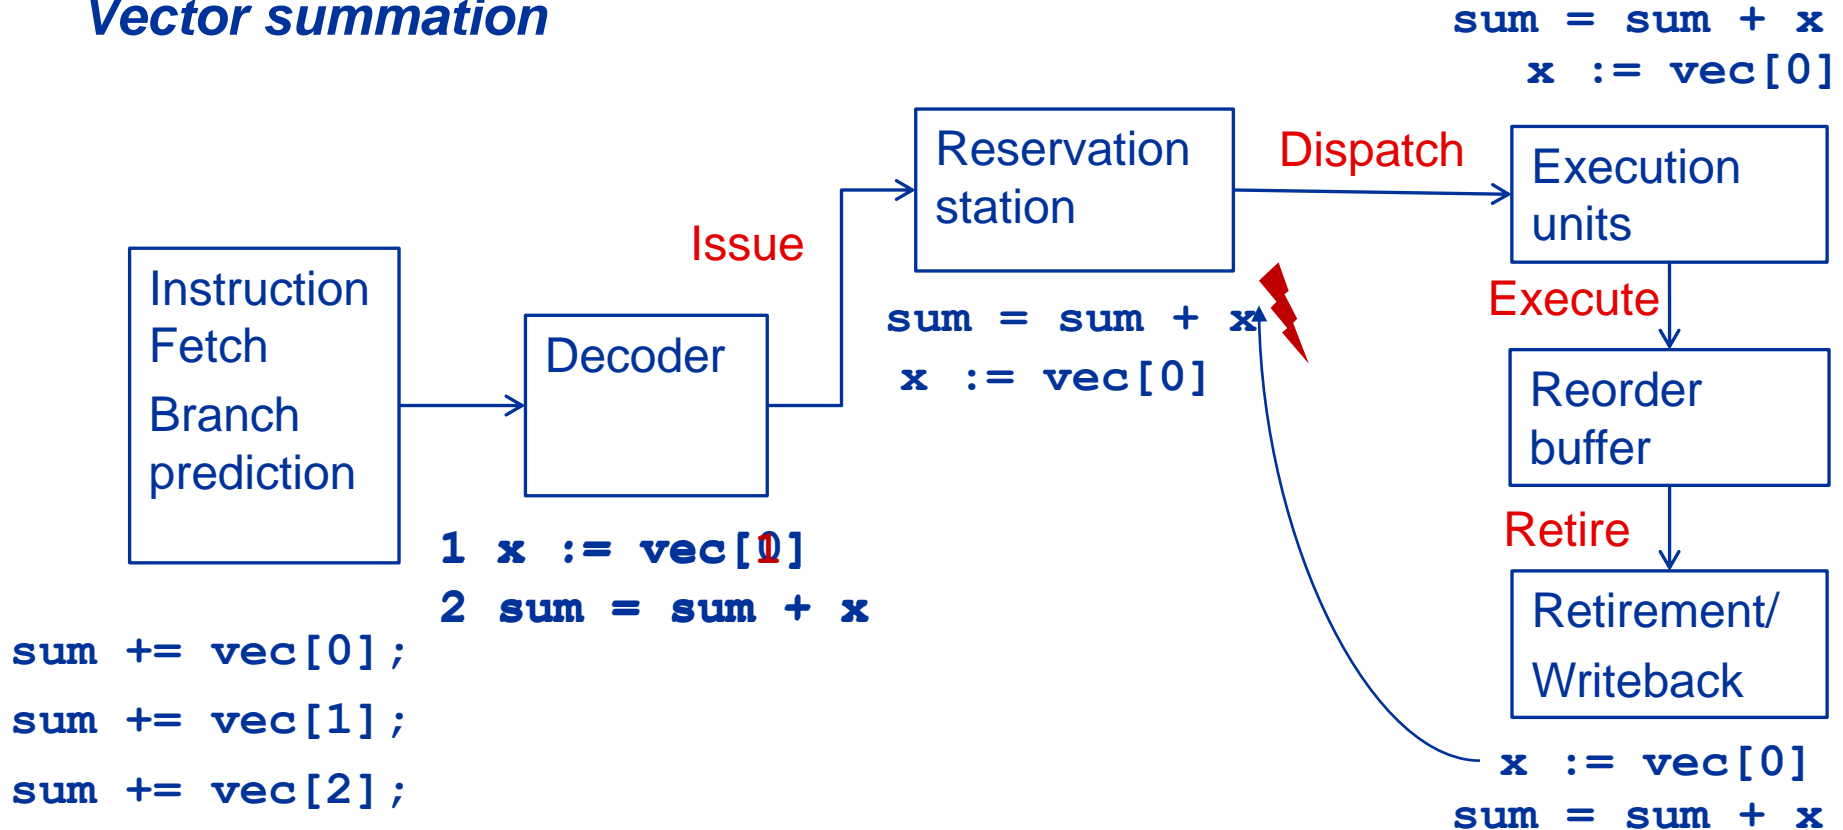 Vector summation
sum = sum + x
x := vec[0]
Reservation
station
Dispatch
Execution
units
Issue
Instruction
Fetch
Branch
prediction
Decoder
sum = sum + x
x := vec[0]
Execute
Reorder
buffer
1 x := vec[0]
1
2 sum = sum + x
Retire
Retirement/
Writeback
sum += vec[0];
sum += vec[1];
sum += vec[2];
x := vec[0]
sum = sum + x